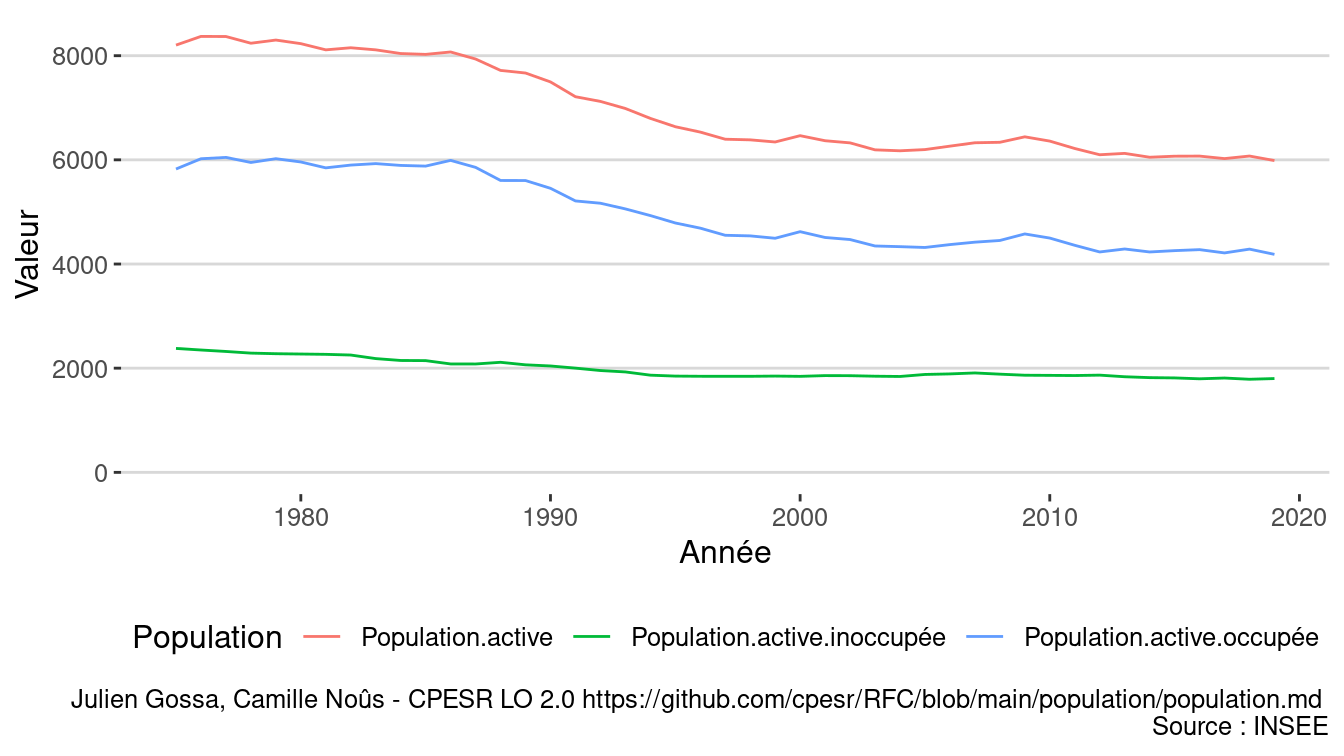 8000
6000
4000
2000
0
Valeur
1980 1990 2000 2010 2020
Année
Population Population.active Population.active.inoccupée Population.active.occupée
Julien Gossa, Camille Noûs - CPESR LO 2.0 https://github.com/cpesr/RFC/blob/main/population/population.md
Source : INSEE